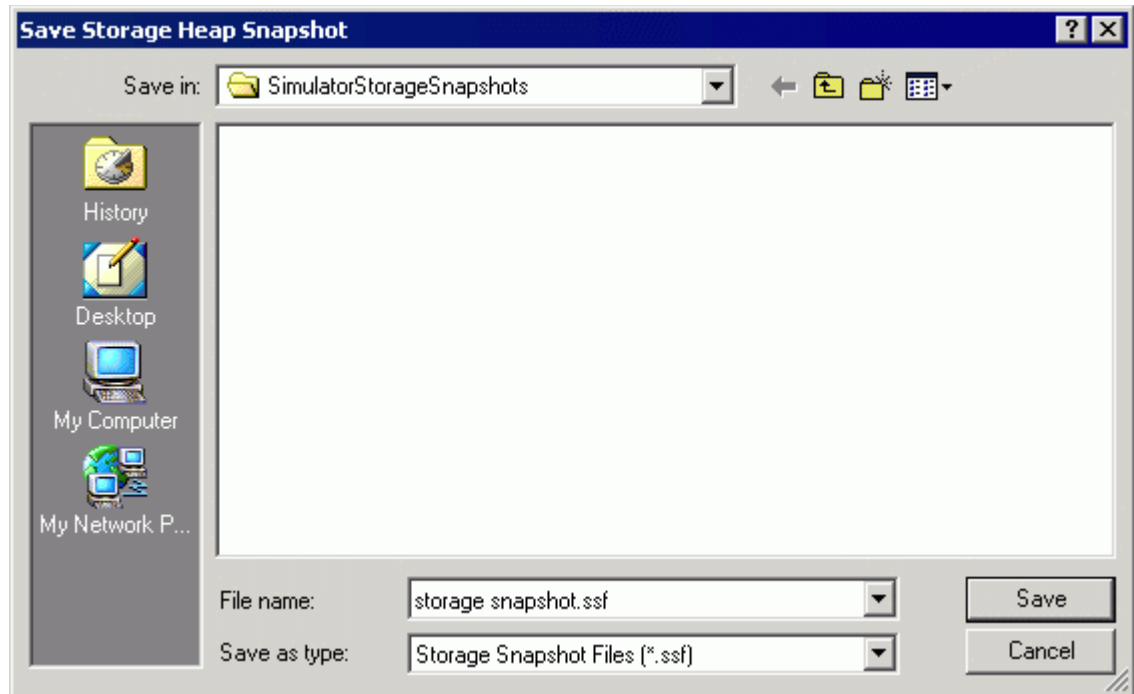 Save Storage Heap Snapshot
Save in: SimulatorStorageSnapshots
History
Desktop
My Computer
My Network P...
File name: storage snapshot.ssf Save
Save as type: Storage Snapshot Files (*.ssf) Cancel